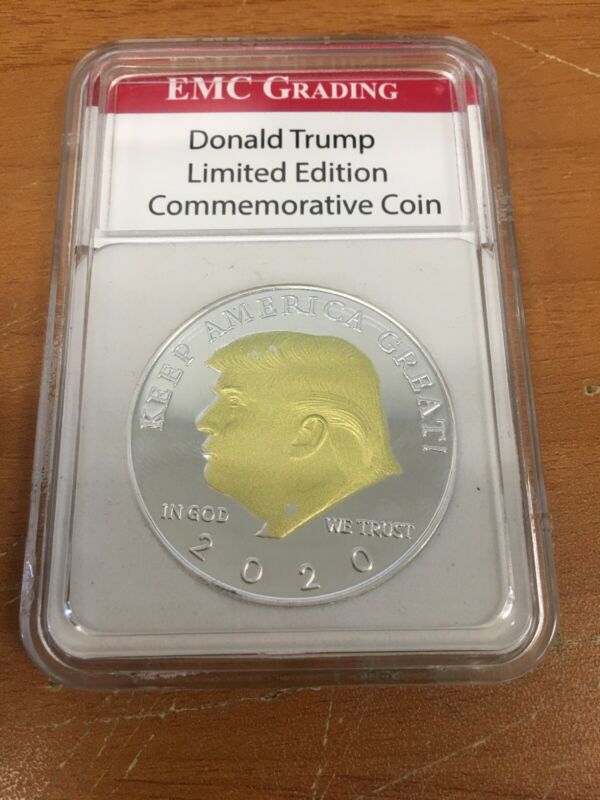 EMC GRADING
Donald Trump
Limited Edition
Commemorative Coin
KEEP AMERICA GREAT!
IN GOD WE TRUST
2020